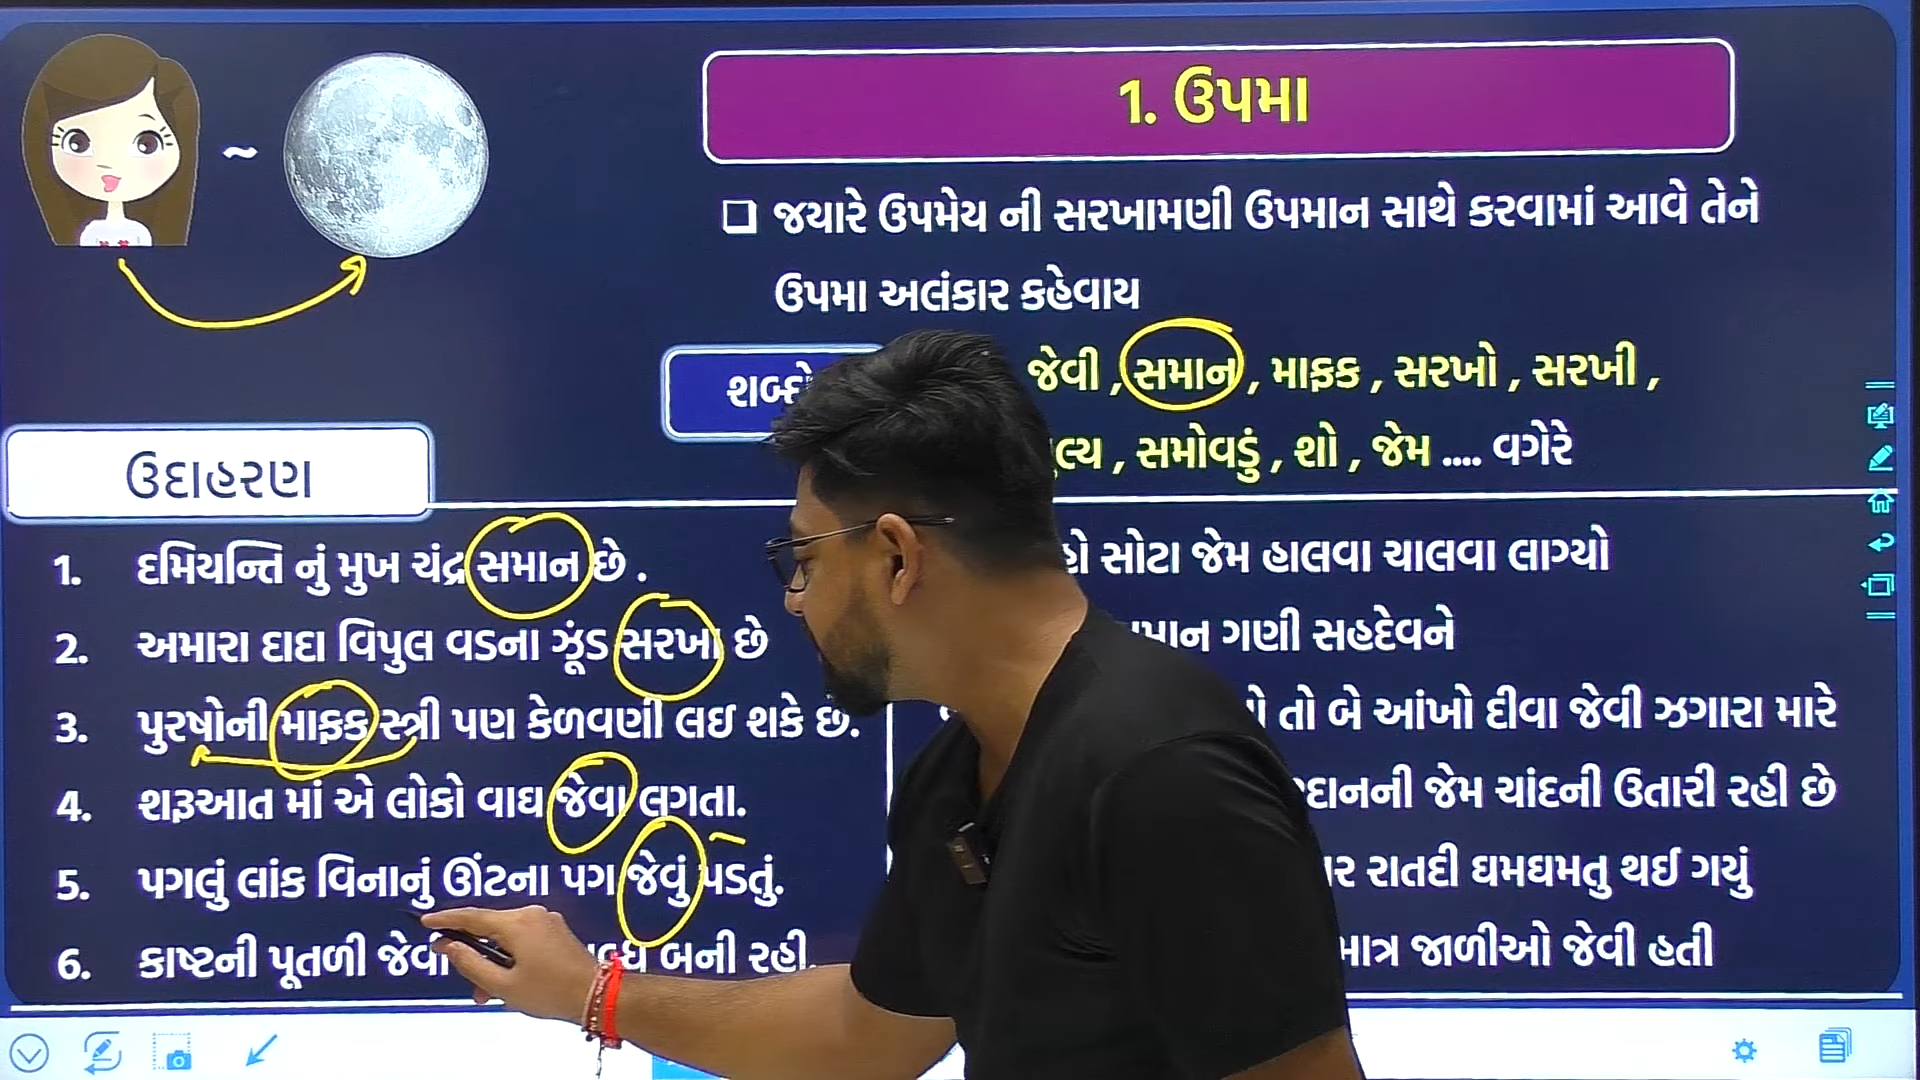 ~
1. ઉપમા
❑ જયારે ઉપમેય ની સરખામણી ઉપમાન સાથે કરવામાં આવે તેને
ઉપમા અલંકાર કહેવાય
જેવી , સમાન , માફક , સરખો , સરખી ,
સમોવડું , શો , જેમ .... વગેરે
ઉદાહરણ
1. દમિયન્તિ નું મુખ ચંદ્ર સમાન છે .
2. અમારા દાદા વિપુલ વડના ઝૂંડ સરખા છે
3. પુરષોની માફક સ્ત્રી પણ કેળવણી લઇ શકે છે.
4. શરૂઆત માં એ લોકો વાઘ જેવા લગતા.
5. પગલું લાંક વિનાનું ઊંટના પગ જેવું પડતું.
6. કાષ્ટની પૂતળી જેવી બની રહી.
સોટા જેમ હાલવા ચાલવા લાગ્યો
ગણી સહદેવને
તો બે આંખો દીવા જેવી ઝગારા મારે
જેમ ચાંદની ઉતારી રહી છે
રાતદી ઘમઘમતુ થઈ ગયું
જાળીઓ જેવી હતી